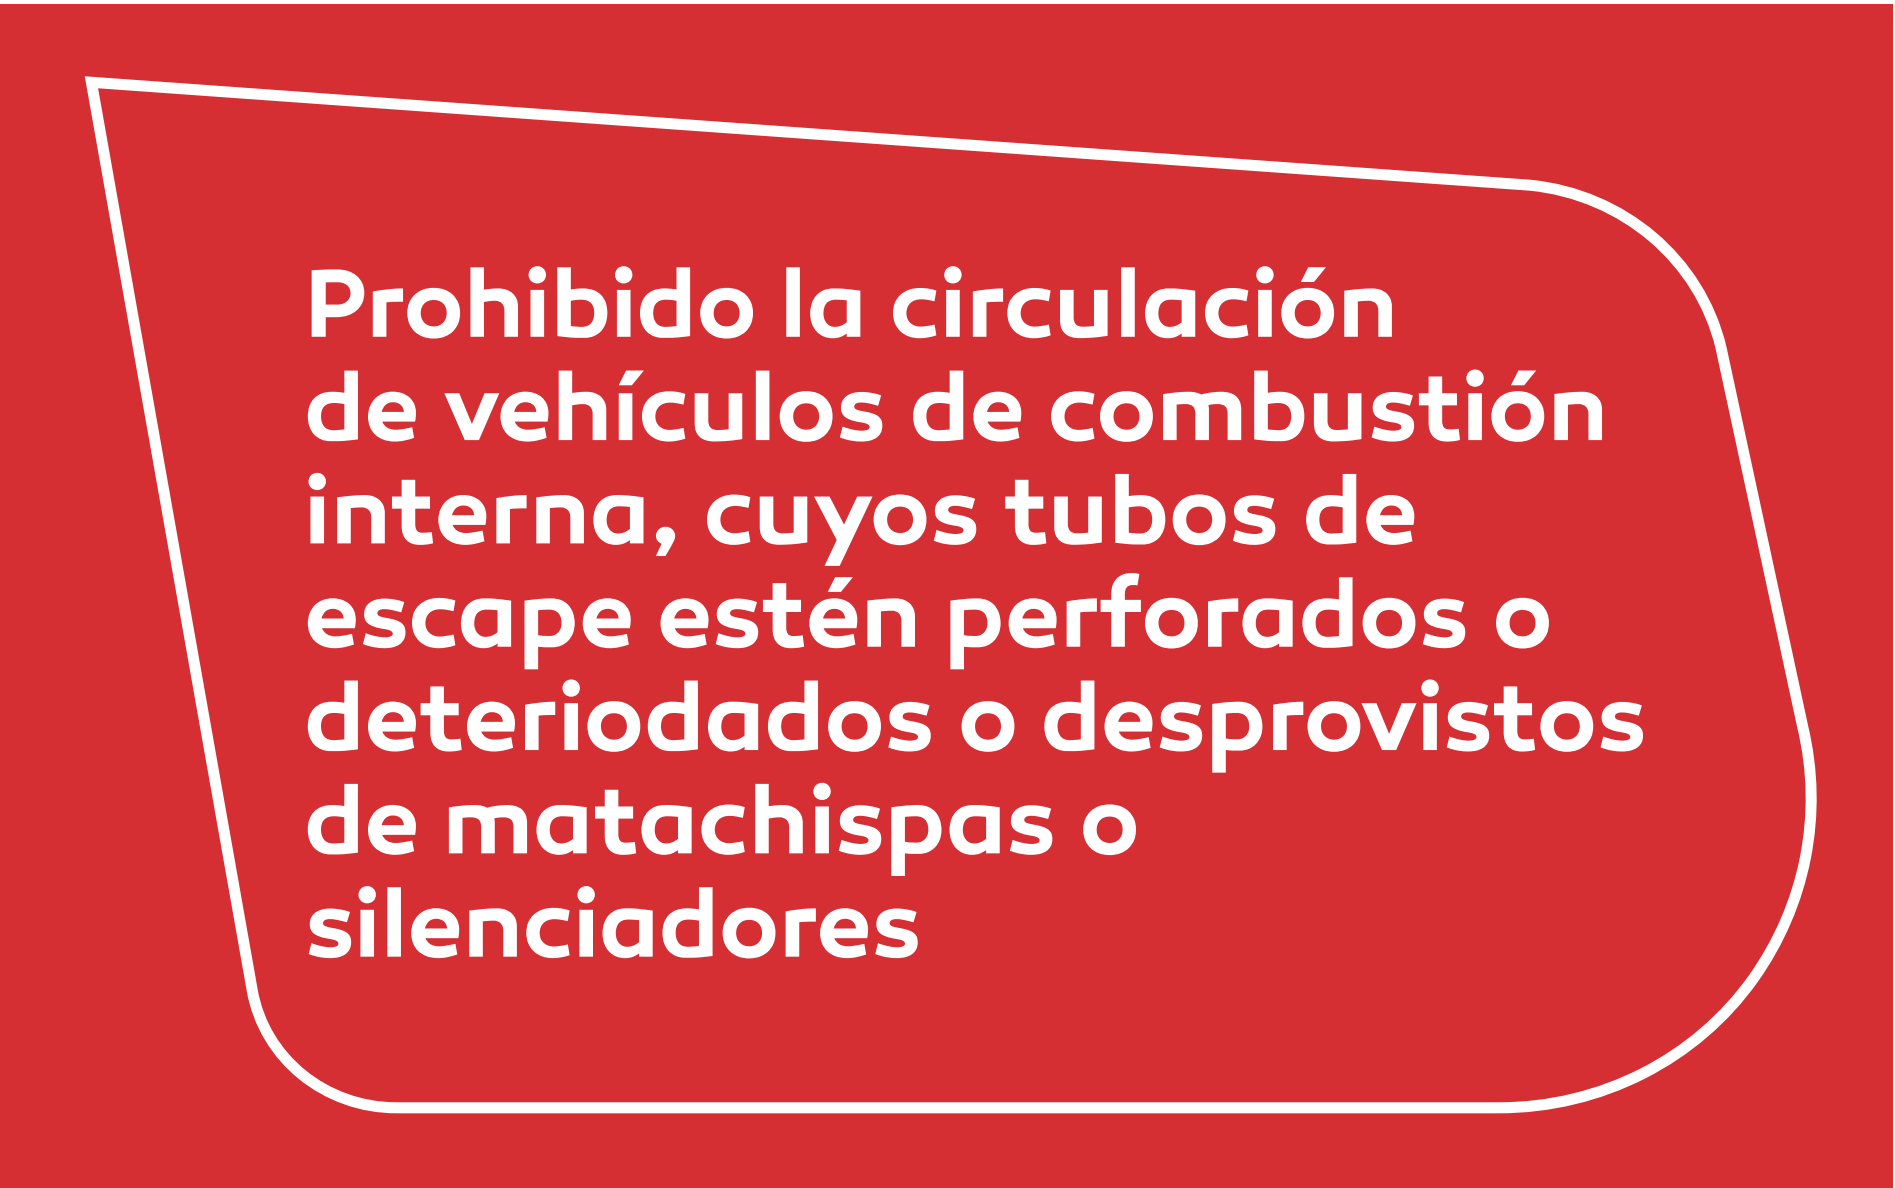 Prohibido la circulación
de vehículos de combustión
interna, cuyos tubos de
escape estén perforados o
deteriodados o desprovistos
de matachispas o
silenciadores